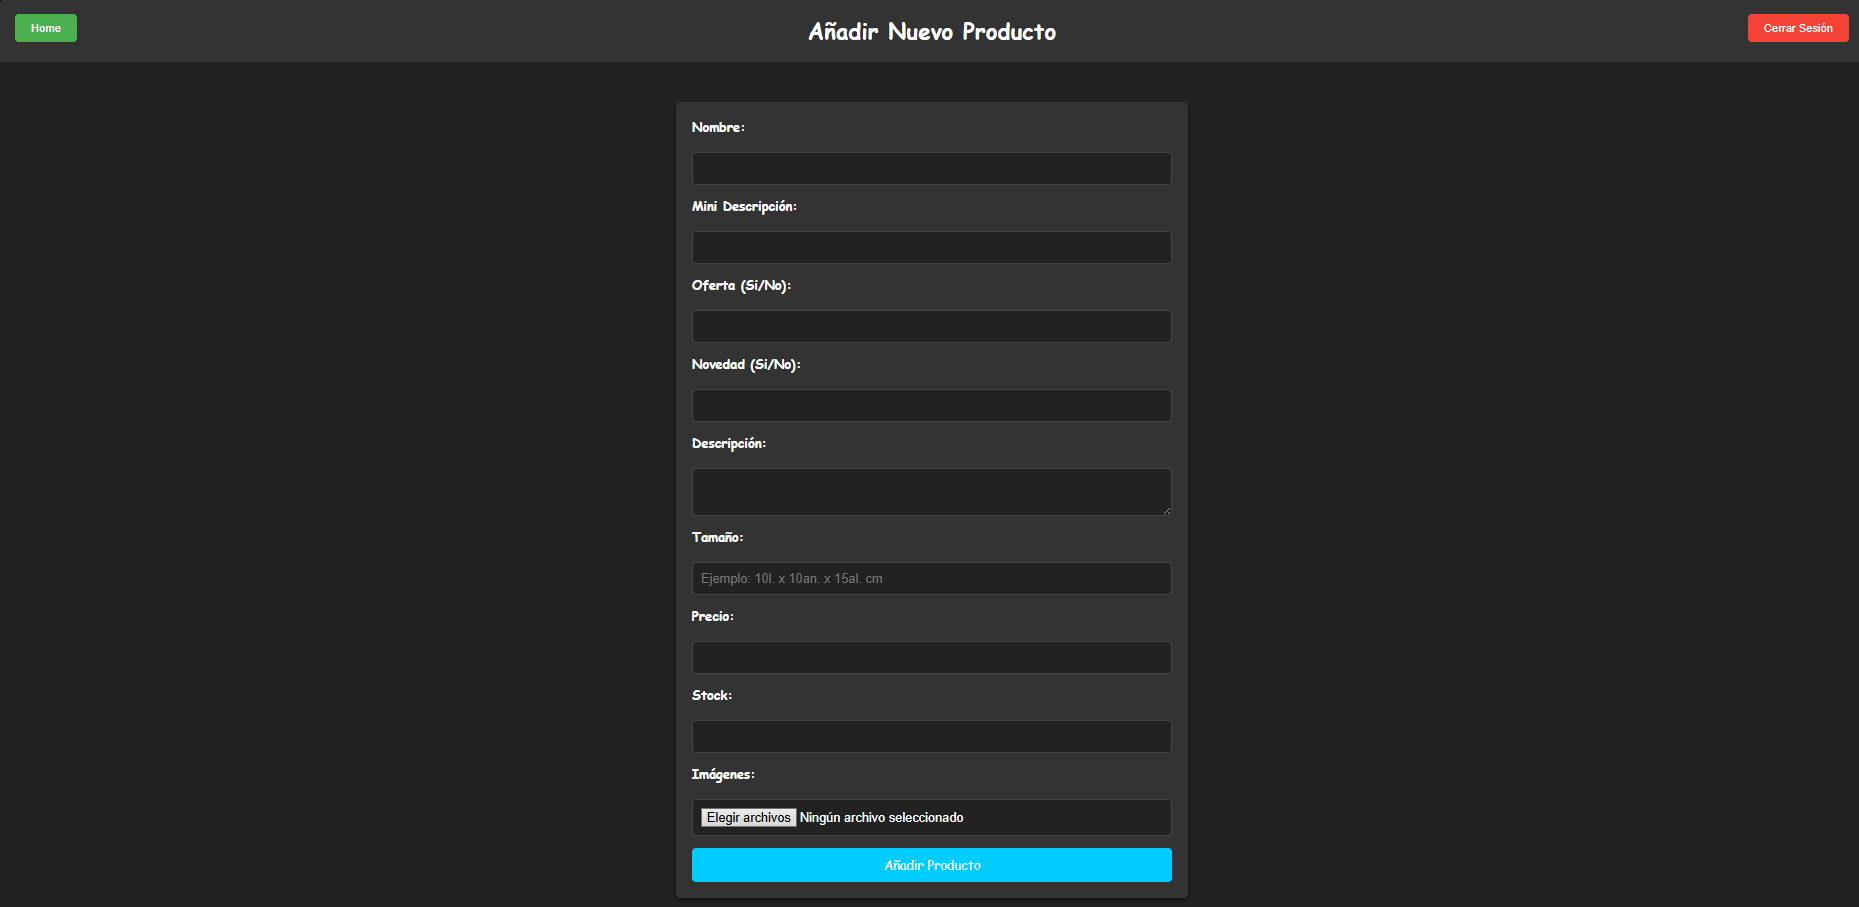 Home
Añadir Nuevo Producto
Cerrar Sesión
Nombre:
Mini Descripción:
Oferta (Si/No):
Novedad (Si/No):
Descripción:
Tamaño:
Ejemplo: 10l. x 10an. x 15al. cm
Precio:
Stock:
Imágenes:
Elegir archivos Ningún archivo seleccionado
Añadir Producto